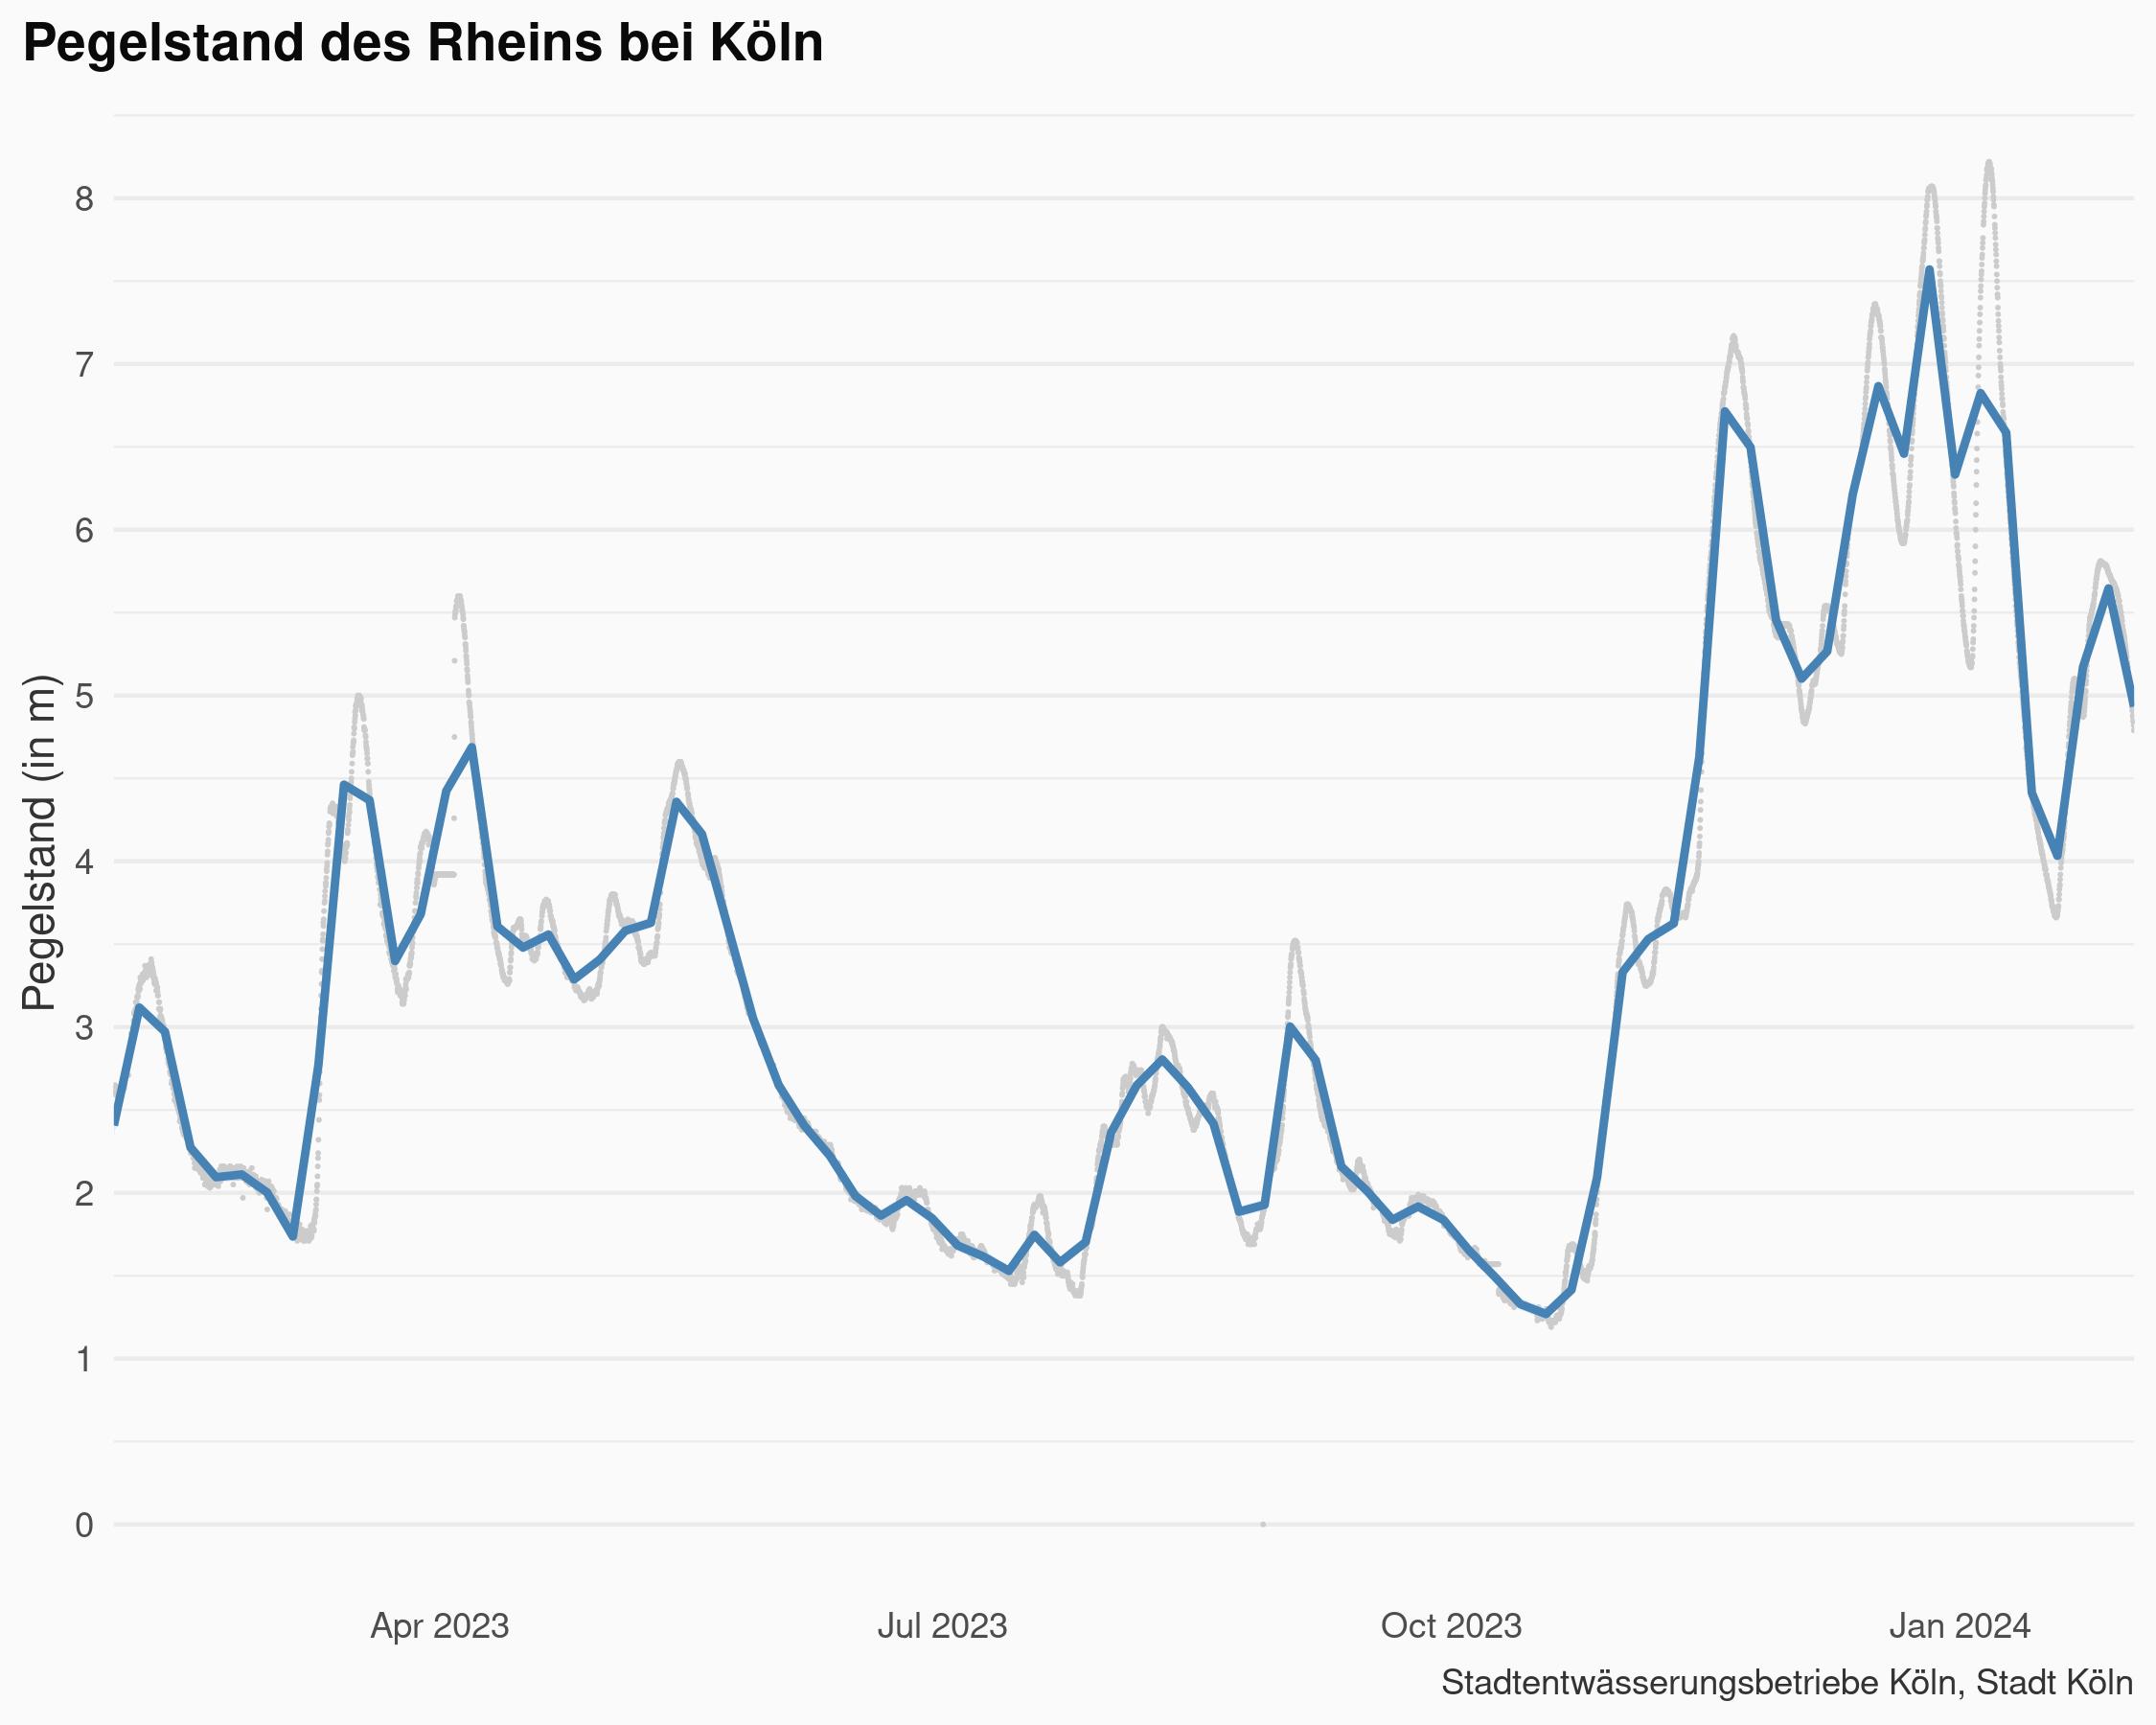 Pegelstand des Rheins bei Köln
Pegelstand (in m)
8
7
6
5
4
3
2
1
0
Apr 2023 Jul 2023 Oct 2023 Jan 2024
Stadtentwässerungsbetriebe Köln, Stadt Köln